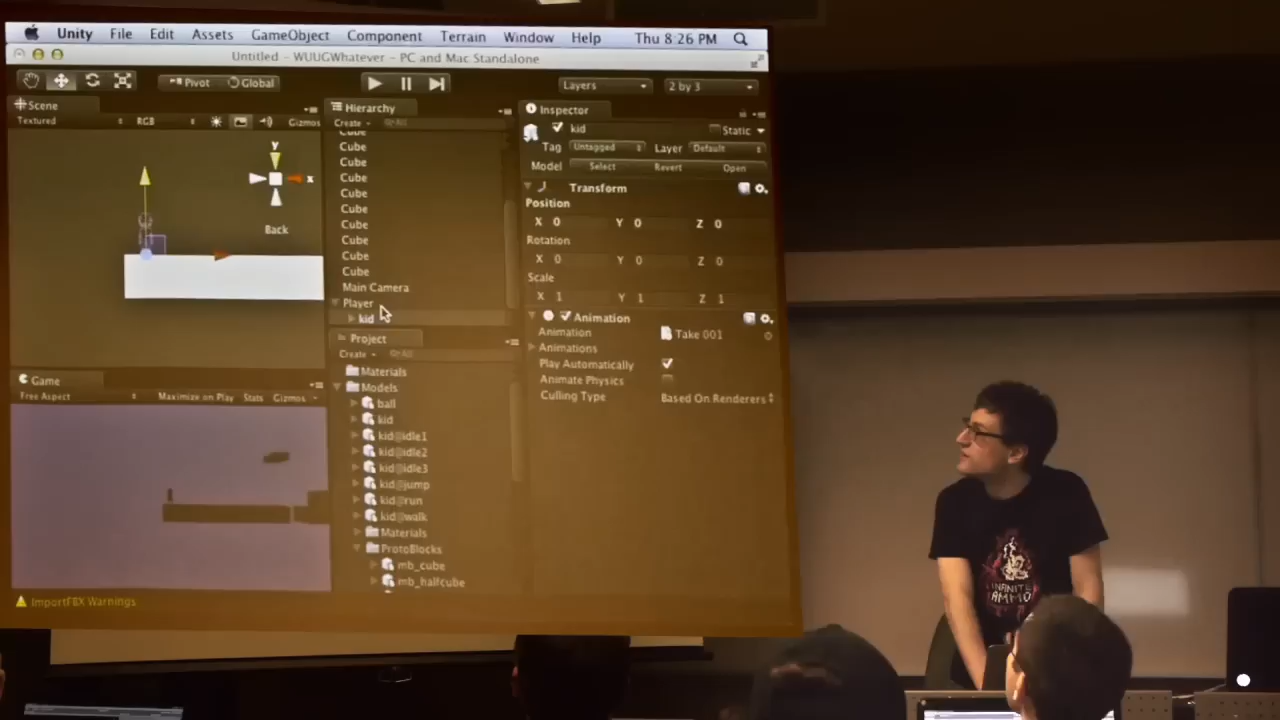 Unity File Edit Assets GameObject Component Terrain Window Help Thu 8:26 PM
Untitled - WUUGWhatever - PC and Mac Standalone
Pivot Global Layers 2 by 3
Scene
Textured RGB Gizmos
y
x
Back
Game
Free Aspect Maximize on Play Stats Gizmos
ImportFBX Warnings
Hierarchy
Create All
Cube
Cube
Cube
Cube
Cube
Cube
Cube
Cube
Cube
Cube
Main Camera
Player
kid
Project
Create All
Materials
Models
ball
kid
kid@idle1
kid@idle2
kid@idle3
kid@jump
kid@run
kid@walk
Materials
ProtoBlocks
mb_cube
mb_halfcube
Inspector
kid Static
Tag Untagged Layer Default
Model Select Revert Open
Transform
Position
X 0 Y 0 Z 0
Rotation
X 0 Y 0 Z 0
Scale
X 1 Y 1 Z 1
Animation
Animation Take 001
Animations
Play Automatically
Animate Physics
Culling Type Based On Renderers
INFINITE
AMMO